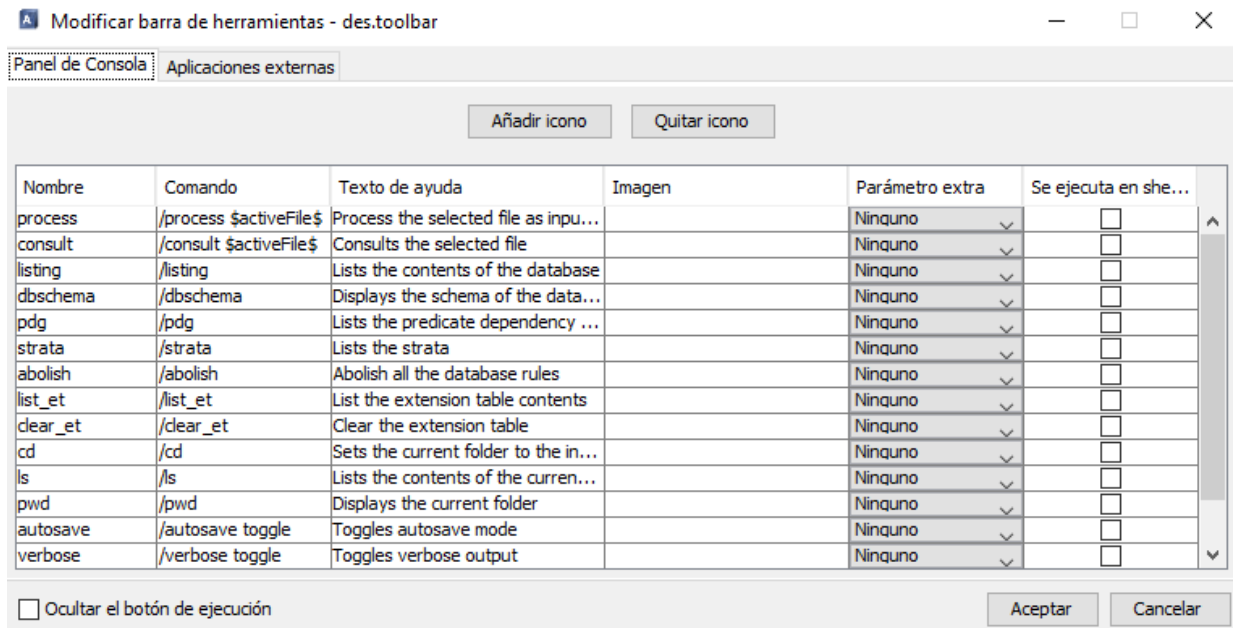 Modificar barra de herramientas - des.toolbar
Panel de Consola Aplicaciones externas
Añadir icono Quitar icono
Nombre Comando Texto de ayuda Imagen Parámetro extra Se ejecuta en she...
process /process $activeFile$ Process the selected file as inpu... Ninguno
consult /consult $activeFile$ Consults the selected file Ninguno
listing /listing Lists the contents of the database Ninguno
dbschema /dbschema Displays the schema of the data... Ninguno
pdg /pdg Lists the predicate dependency ... Ninguno
strata /strata Lists the strata Ninguno
abolish /abolish Abolish all the database rules Ninguno
list_et /list_et List the extension table contents Ninguno
clear_et /clear_et Clear the extension table Ninguno
cd /cd Sets the current folder to the in... Ninguno
ls /ls Lists the contents of the curren... Ninguno
pwd /pwd Displays the current folder Ninguno
autosave /autosave toggle Toggles autosave mode Ninguno
verbose /verbose toggle Toggles verbose output Ninguno
Ocultar el botón de ejecución Aceptar Cancelar